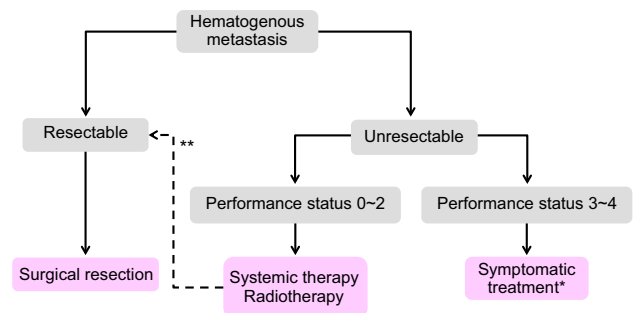 Hematogenous
metastasis
Resectable
**
Unresectable
Performance status 0~2
Performance status 3~4
Surgical resection
Systemic therapy
Radiotherapy
Symptomatic
treatment*